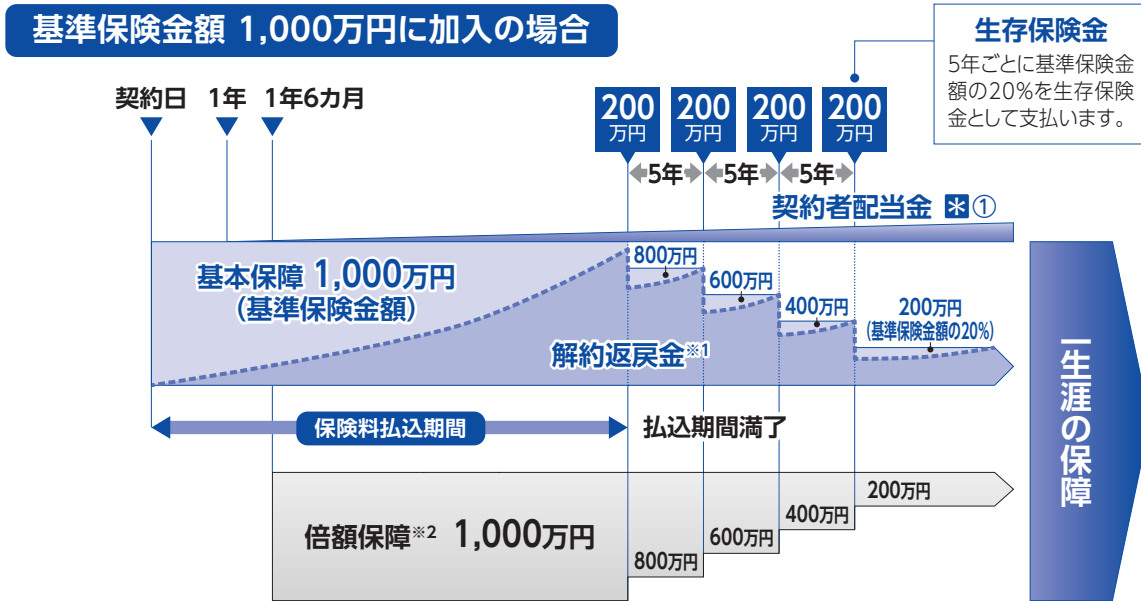 基準保険金額 1,000万円に加入の場合
生存保険金
5年ごとに基準保険金
額の20%を生存保険
金として支払います。
契約日 1年 1年6カ月
200 200 200 200
万円 万円 万円 万円
5年 5年 5年
契約者配当金 *①
基本保障 1,000万円
(基準保険金額)
800万円
600万円
400万円
200万円
(基準保険金額の20%)
解約返戻金※1
保険料払込期間
払込期間満了
一生涯の保障
倍額保障※2 1,000万円
800万円
600万円
400万円
200万円